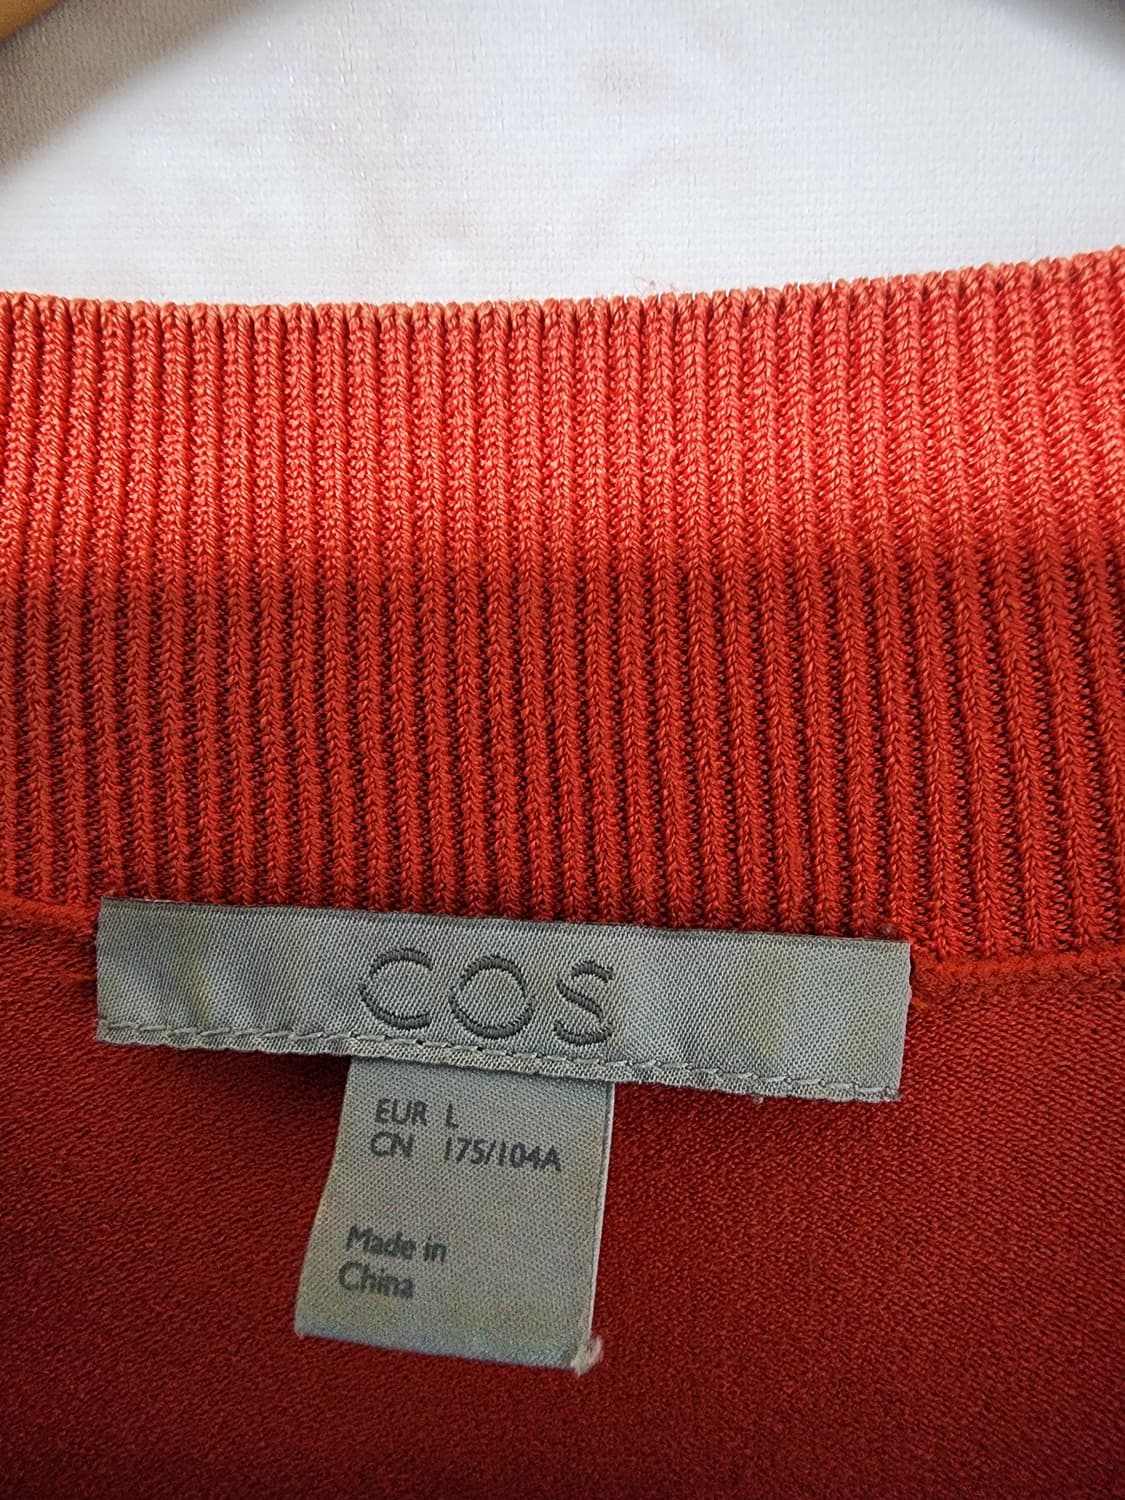 COS
EUR L
CN 175/104A
Made in
China